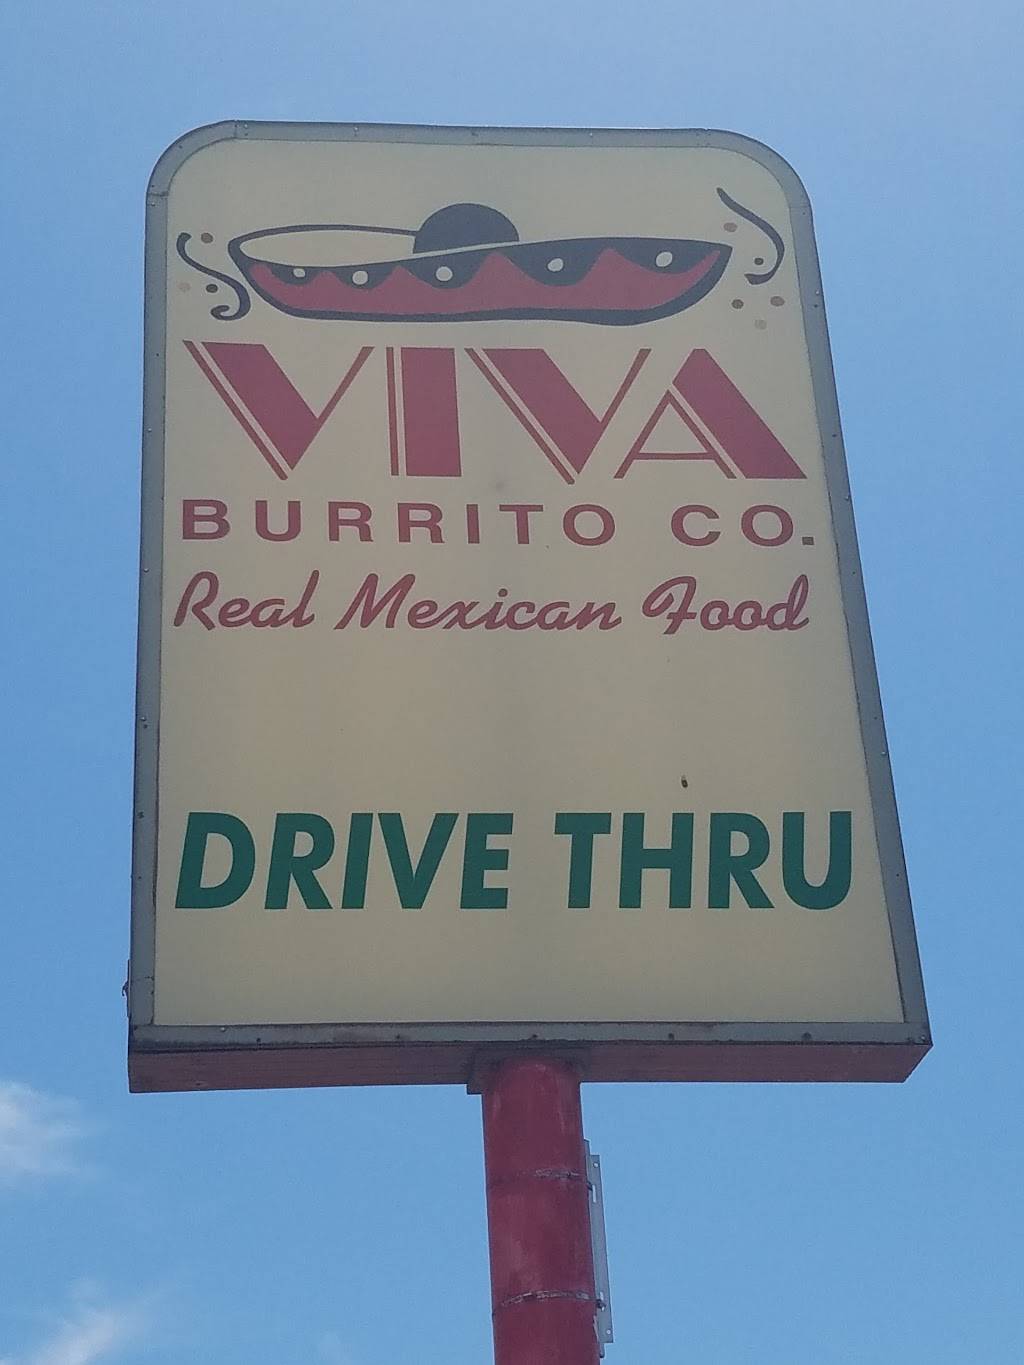 VIVA
BURRITO CO.
Real Mexican Food
DRIVE THRU